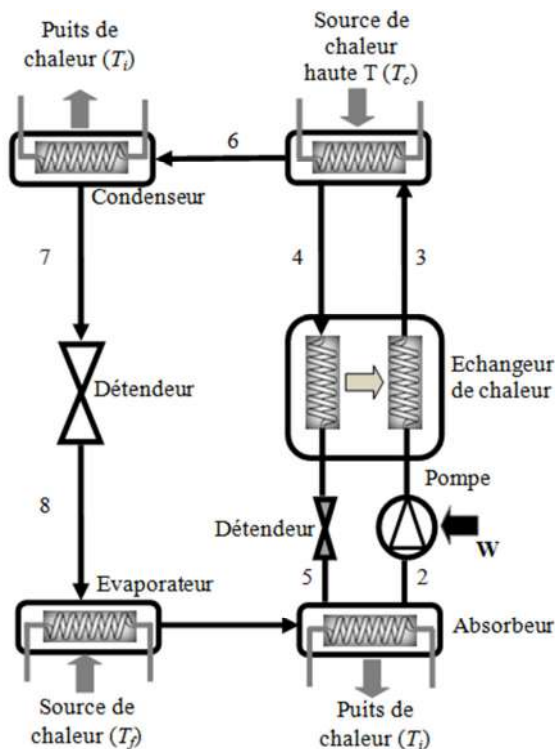 Puits de
chaleur (Ti)
Source de
chaleur
haute T (Tc)
6
Condenseur
7
4
3
Echangeur
de chaleur
Détendeur
Pompe
8
Détendeur
W
5
2
Evaporateur
Absorbeur
Source de
chaleur (Tf)
Puits de
chaleur (Ti)